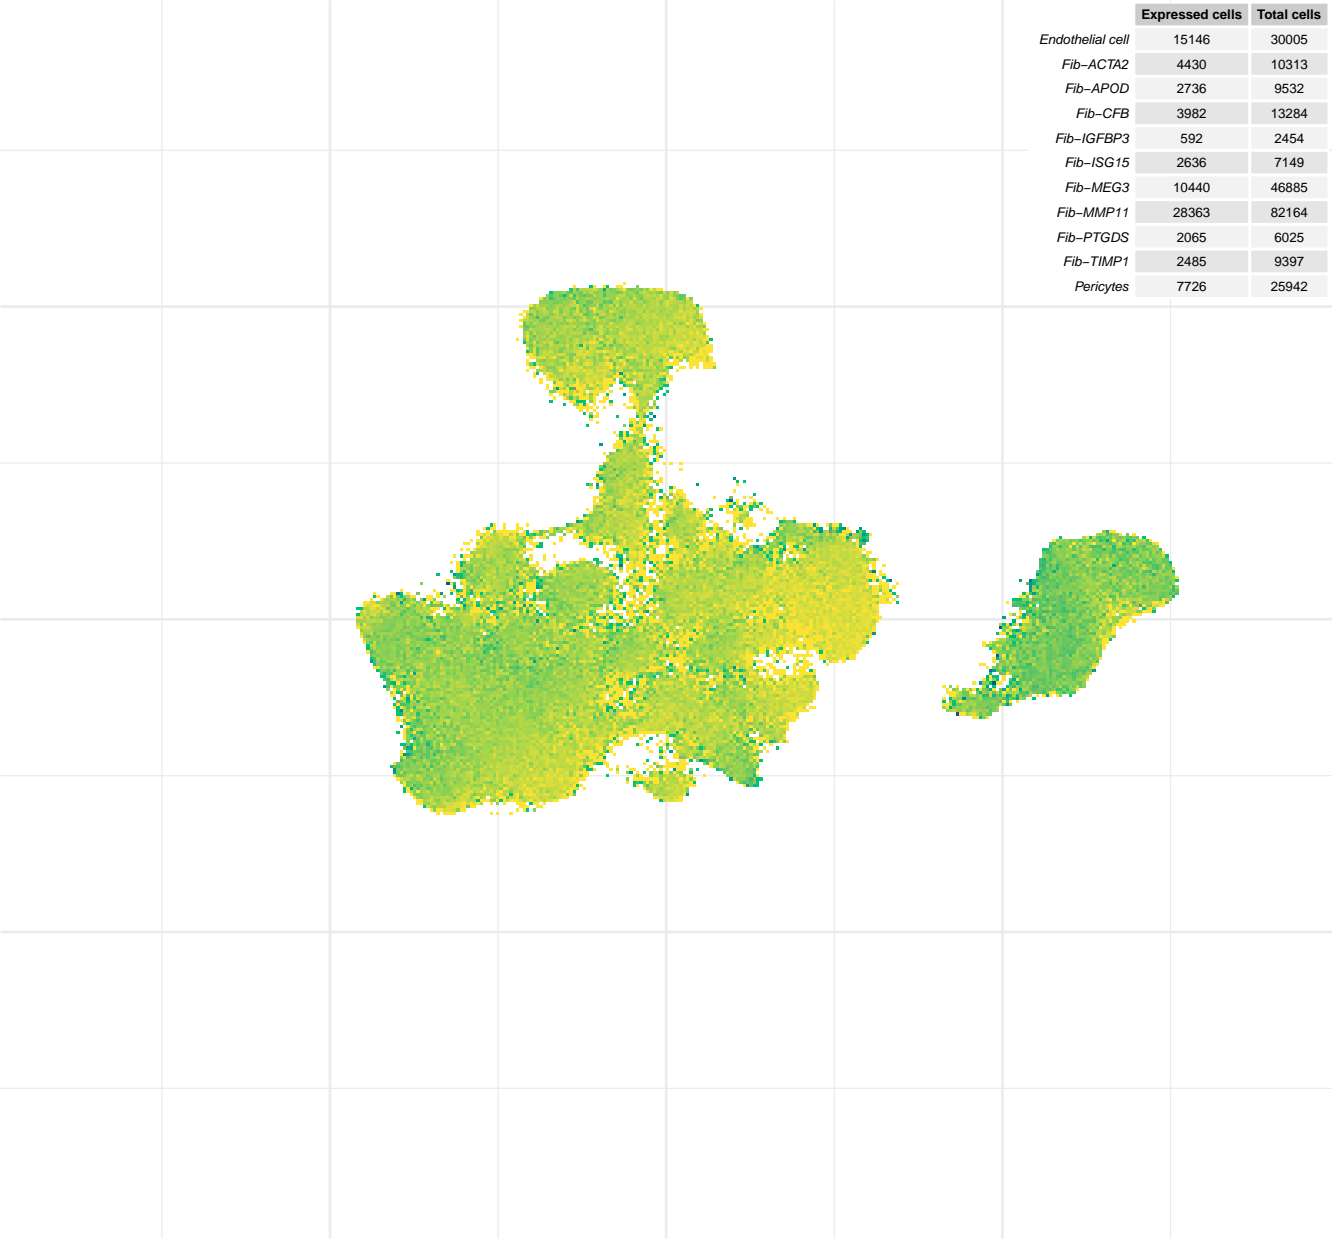 Expressed cells Total cells
Endothelial cell 15146 30005
Fib−ACTA2 4430 10313
Fib−APOD 2736 9532
Fib−CFB 3982 13284
Fib−IGFBP3 592 2454
Fib−ISG15 2636 7149
Fib−MEG3 10440 46885
Fib−MMP11 28363 82164
Fib−PTGDS 2065 6025
Fib−TIMP1 2485 9397
Pericytes 7726 25942